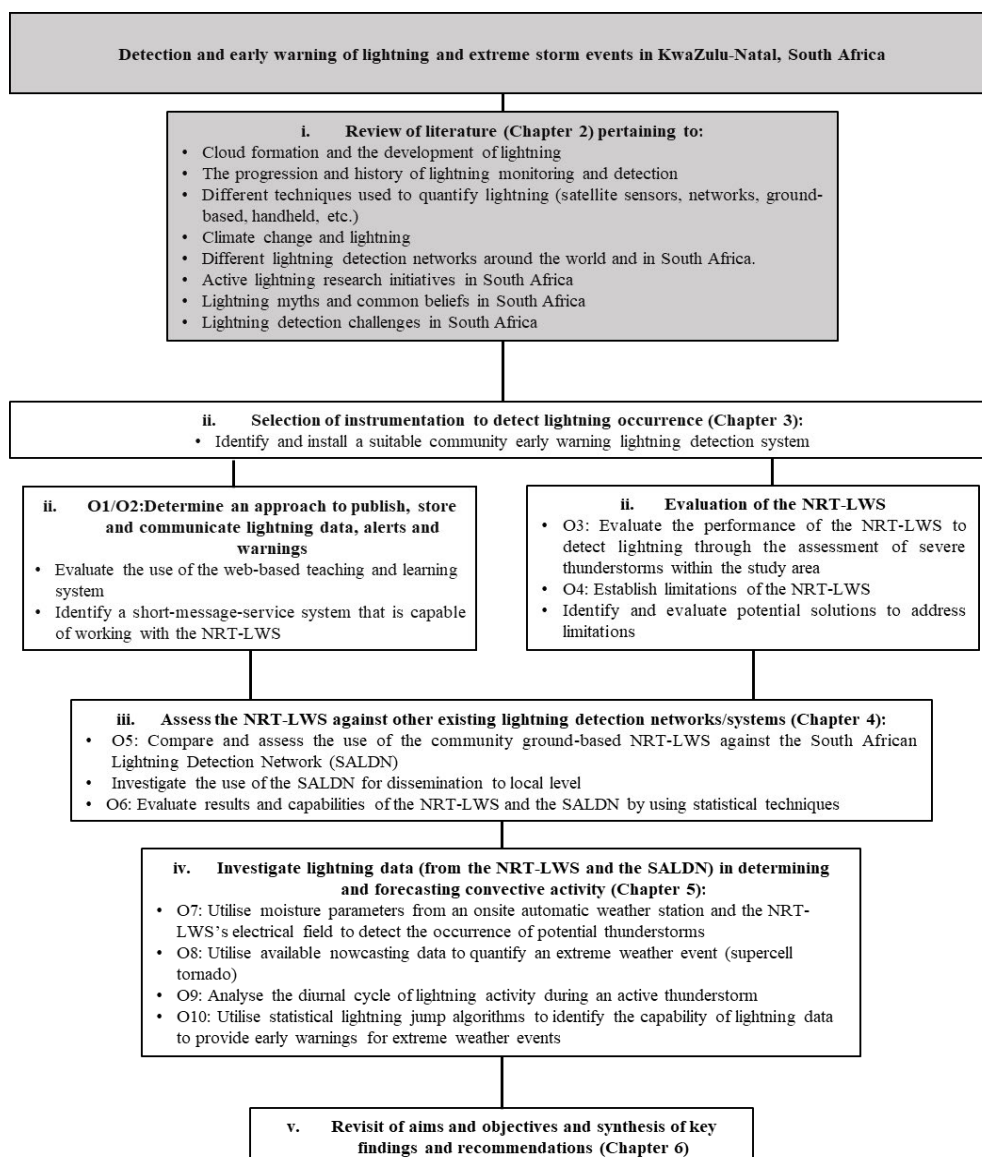 Detection and early warning of lightning and extreme storm events in KwaZulu-Natal, South Africa
i. Review of literature (Chapter 2) pertaining to:
• Cloud formation and the development of lightning
• The progression and history of lightning monitoring and detection
• Different techniques used to quantify lightning (satellite sensors, networks, ground-
based, handheld, etc.)
• Climate change and lightning
• Different lightning detection networks around the world and in South Africa.
• Active lightning research initiatives in South Africa
• Lightning myths and common beliefs in South Africa
• Lightning detection challenges in South Africa
ii. Selection of instrumentation to detect lightning occurrence (Chapter 3):
• Identify and install a suitable community early warning lightning detection system
ii. O1/O2:Determine an approach to publish, store
and communicate lightning data, alerts and
warnings
• Evaluate the use of the web-based teaching and learning
system
• Identify a short-message-service system that is capable
of working with the NRT-LWS
ii. Evaluation of the NRT-LWS
• O3: Evaluate the performance of the NRT-LWS to
detect lightning through the assessment of severe
thunderstorms within the study area
• O4: Establish limitations of the NRT-LWS
• Identify and evaluate potential solutions to address
limitations
iii. Assess the NRT-LWS against other existing lightning detection networks/systems (Chapter 4):
• O5: Compare and assess the use of the community ground-based NRT-LWS against the South African
Lightning Detection Network (SALDN)
• Investigate the use of the SALDN for dissemination to local level
• O6: Evaluate results and capabilities of the NRT-LWS and the SALDN by using statistical techniques
iv. Investigate lightning data (from the NRT-LWS and the SALDN) in determining
and forecasting convective activity (Chapter 5):
• O7: Utilise moisture parameters from an onsite automatic weather station and the NRT-
LWS's electrical field to detect the occurrence of potential thunderstorms
• O8: Utilise available nowcasting data to quantify an extreme weather event (supercell
tornado)
• O9: Analyse the diurnal cycle of lightning activity during an active thunderstorm
• O10: Utilise statistical lightning jump algorithms to identify the capability of lightning data
to provide early warnings for extreme weather events
v. Revisit of aims and objectives and synthesis of key
findings and recommendations (Chapter 6)